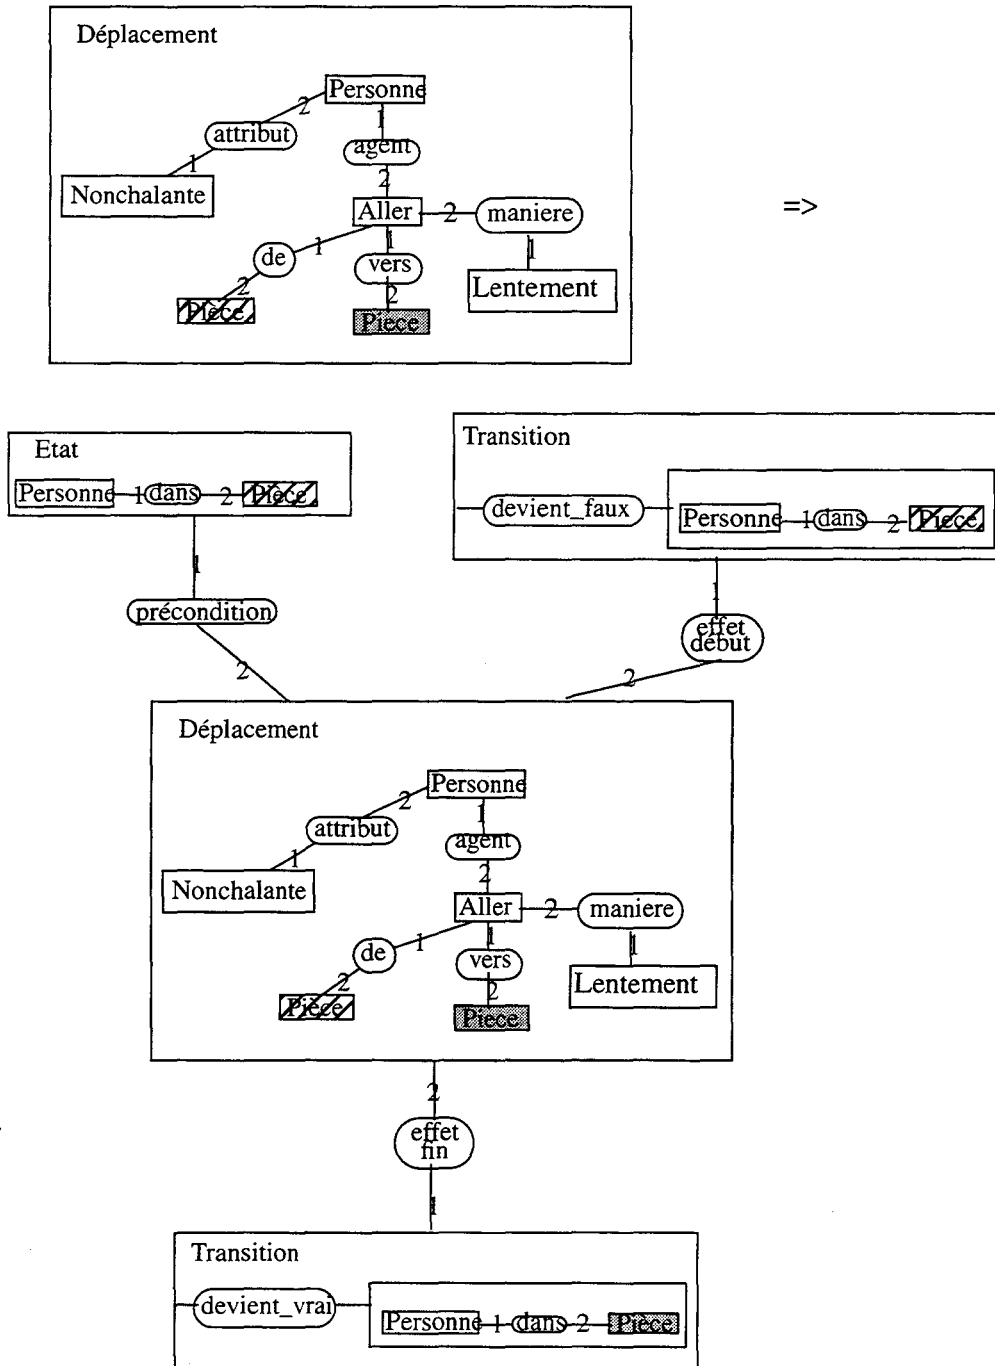 Déplacement
Personne
2
1
attribut
agent
1
2
Nonchalante
Aller
2
maniere
=>
1
1
de
vers
1
2
2
Lentement
Pièce
Piece
Etat
Personne
1
dans
2
Pièce
Transition
devient_faux
Personne
1
dans
2
Pièce
1
1
précondition
effet
début
2
2
Déplacement
Personne
2
1
attribut
agent
1
2
Nonchalante
Aller
2
maniere
1
1
de
vers
1
2
2
Lentement
Pièce
Piece
2
effet
fin
1
Transition
devient_vrai
Personne
1
dans
2
Piece